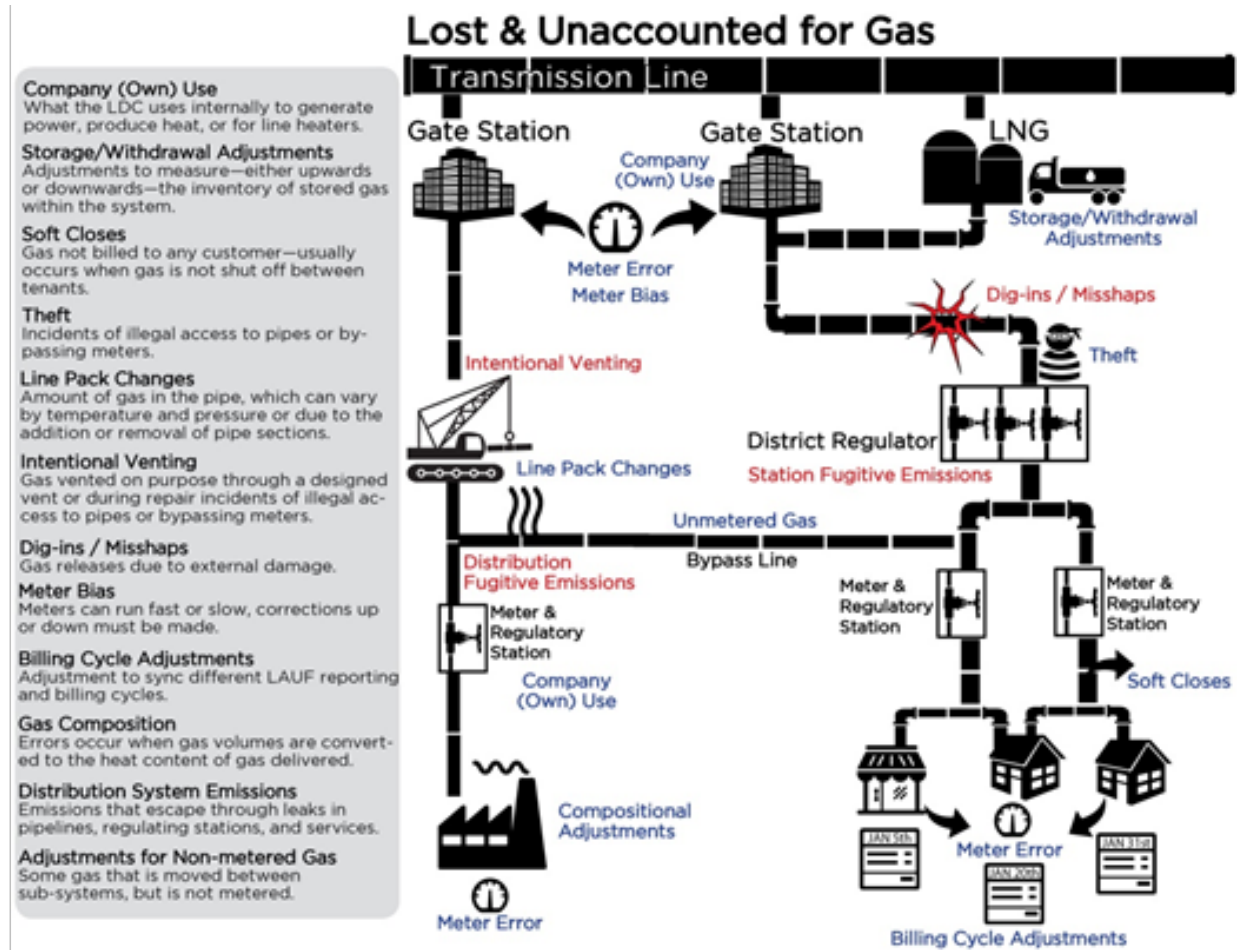 Lost & Unaccounted for Gas
Transmission Line
Company (Own) Use
What the LDC uses internally to generate
power, produce heat, or for line heaters.
Storage/Withdrawal Adjustments
Adjustments to measure—either upwards
or downwards—the inventory of stored gas
within the system.
Soft Closes
Gas not billed to any customer—usually
occurs when gas is not shut off between
tenants.
Theft
Incidents of illegal access to pipes or by-
passing meters.
Line Pack Changes
Amount of gas in the pipe, which can vary
by temperature and pressure or due to the
addition or removal of pipe sections.
Intentional Venting
Gas vented on purpose through a designed
vent or during repair incidents of illegal ac-
cess to pipes or bypassing meters.
Dig-ins / Misshaps
Gas releases due to external damage.
Meter Bias
Meters can run fast or slow, corrections up
or down must be made.
Billing Cycle Adjustments
Adjustment to sync different LAUF reporting
and billing cycles.
Gas Composition
Errors occur when gas volumes are convert-
ed to the heat content of gas delivered.
Distribution System Emissions
Emissions that escape through leaks in
pipelines, regulating stations, and services.
Adjustments for Non-metered Gas
Some gas that is moved between
sub-systems, but is not metered.
Gate Station
Gate Station
LNG
Company
(Own) Use
Storage/Withdrawal
Adjustments
Meter Error
Meter Bias
Dig-ins / Misshaps
Theft
Intentional Venting
District Regulator
Station Fugitive Emissions
Line Pack Changes
Unmetered Gas
Bypass Line
Distribution
Fugitive Emissions
Meter &
Regulatory
Station
Meter &
Regulatory
Station
Meter &
Regulatory
Station
Company
(Own) Use
Soft Closes
Compositional
Adjustments
Meter Error
JAN 5th
Meter Error
JAN 31st
JAN 20th
Billing Cycle Adjustments